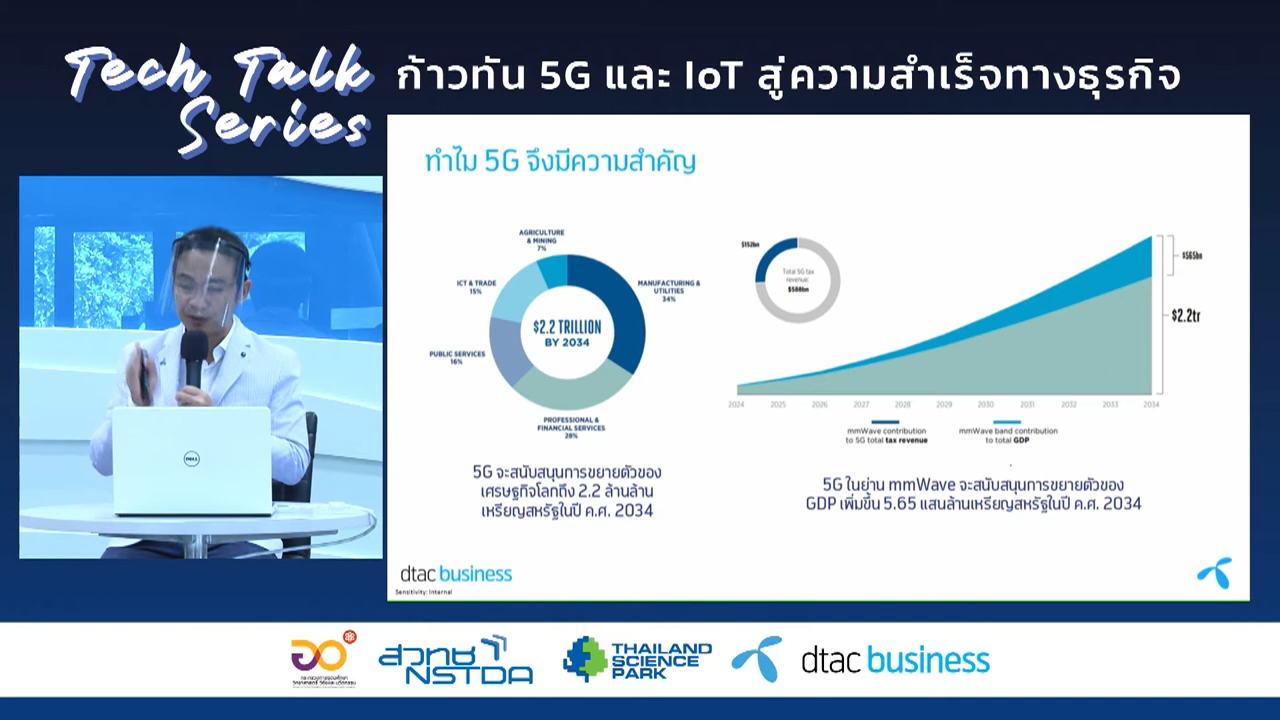 Tech Talk
Series
ก้าวทัน 5G และ IoT สู่ความสำเร็จทางธุรกิจ
ทำไม 5G จึงมีความสำคัญ
AGRICULTURE
& MINING
7%
ICT & TRADE
15%
MANUFACTURING &
UTILITIES
34%
$2.2 TRILLION
BY 2034
PUBLIC SERVICES
16%
PROFESSIONAL &
FINANCIAL SERVICES
28%
5G จะสนับสนุนการขยายตัวของ
เศรษฐกิจโลกถึง 2.2 ล้านล้าน
เหรียญสหรัฐในปี ค.ศ. 2034
$152bn
Total 5G tax
revenue:
$588bn
$565bn
$2.2tr
2024 2025 2026 2027 2028 2029 2030 2031 2032 2033 2034
mmWave contribution
to 5G total tax revenue
mmWave band contribution
to total GDP
5G ในย่าน mmWave จะสนับสนุนการขยายตัวของ
GDP เพิ่มขึ้น 5.65 แสนล้านเหรียญสหรัฐในปี ค.ศ. 2034
dtac business
Sensitivity: Internal
DELL
สวทช
NSTDA
THAILAND
SCIENCE
PARK
dtac business